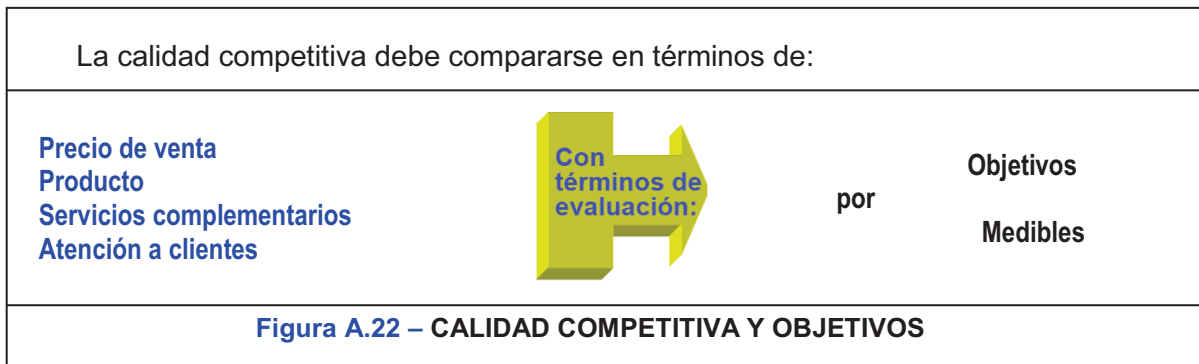 La calidad competitiva debe compararse en términos de:
Precio de venta
Producto
Servicios complementarios
Atención a clientes
Con
términos de
evaluación:
por
Objetivos
Medibles
Figura A.22 – CALIDAD COMPETITIVA Y OBJETIVOS